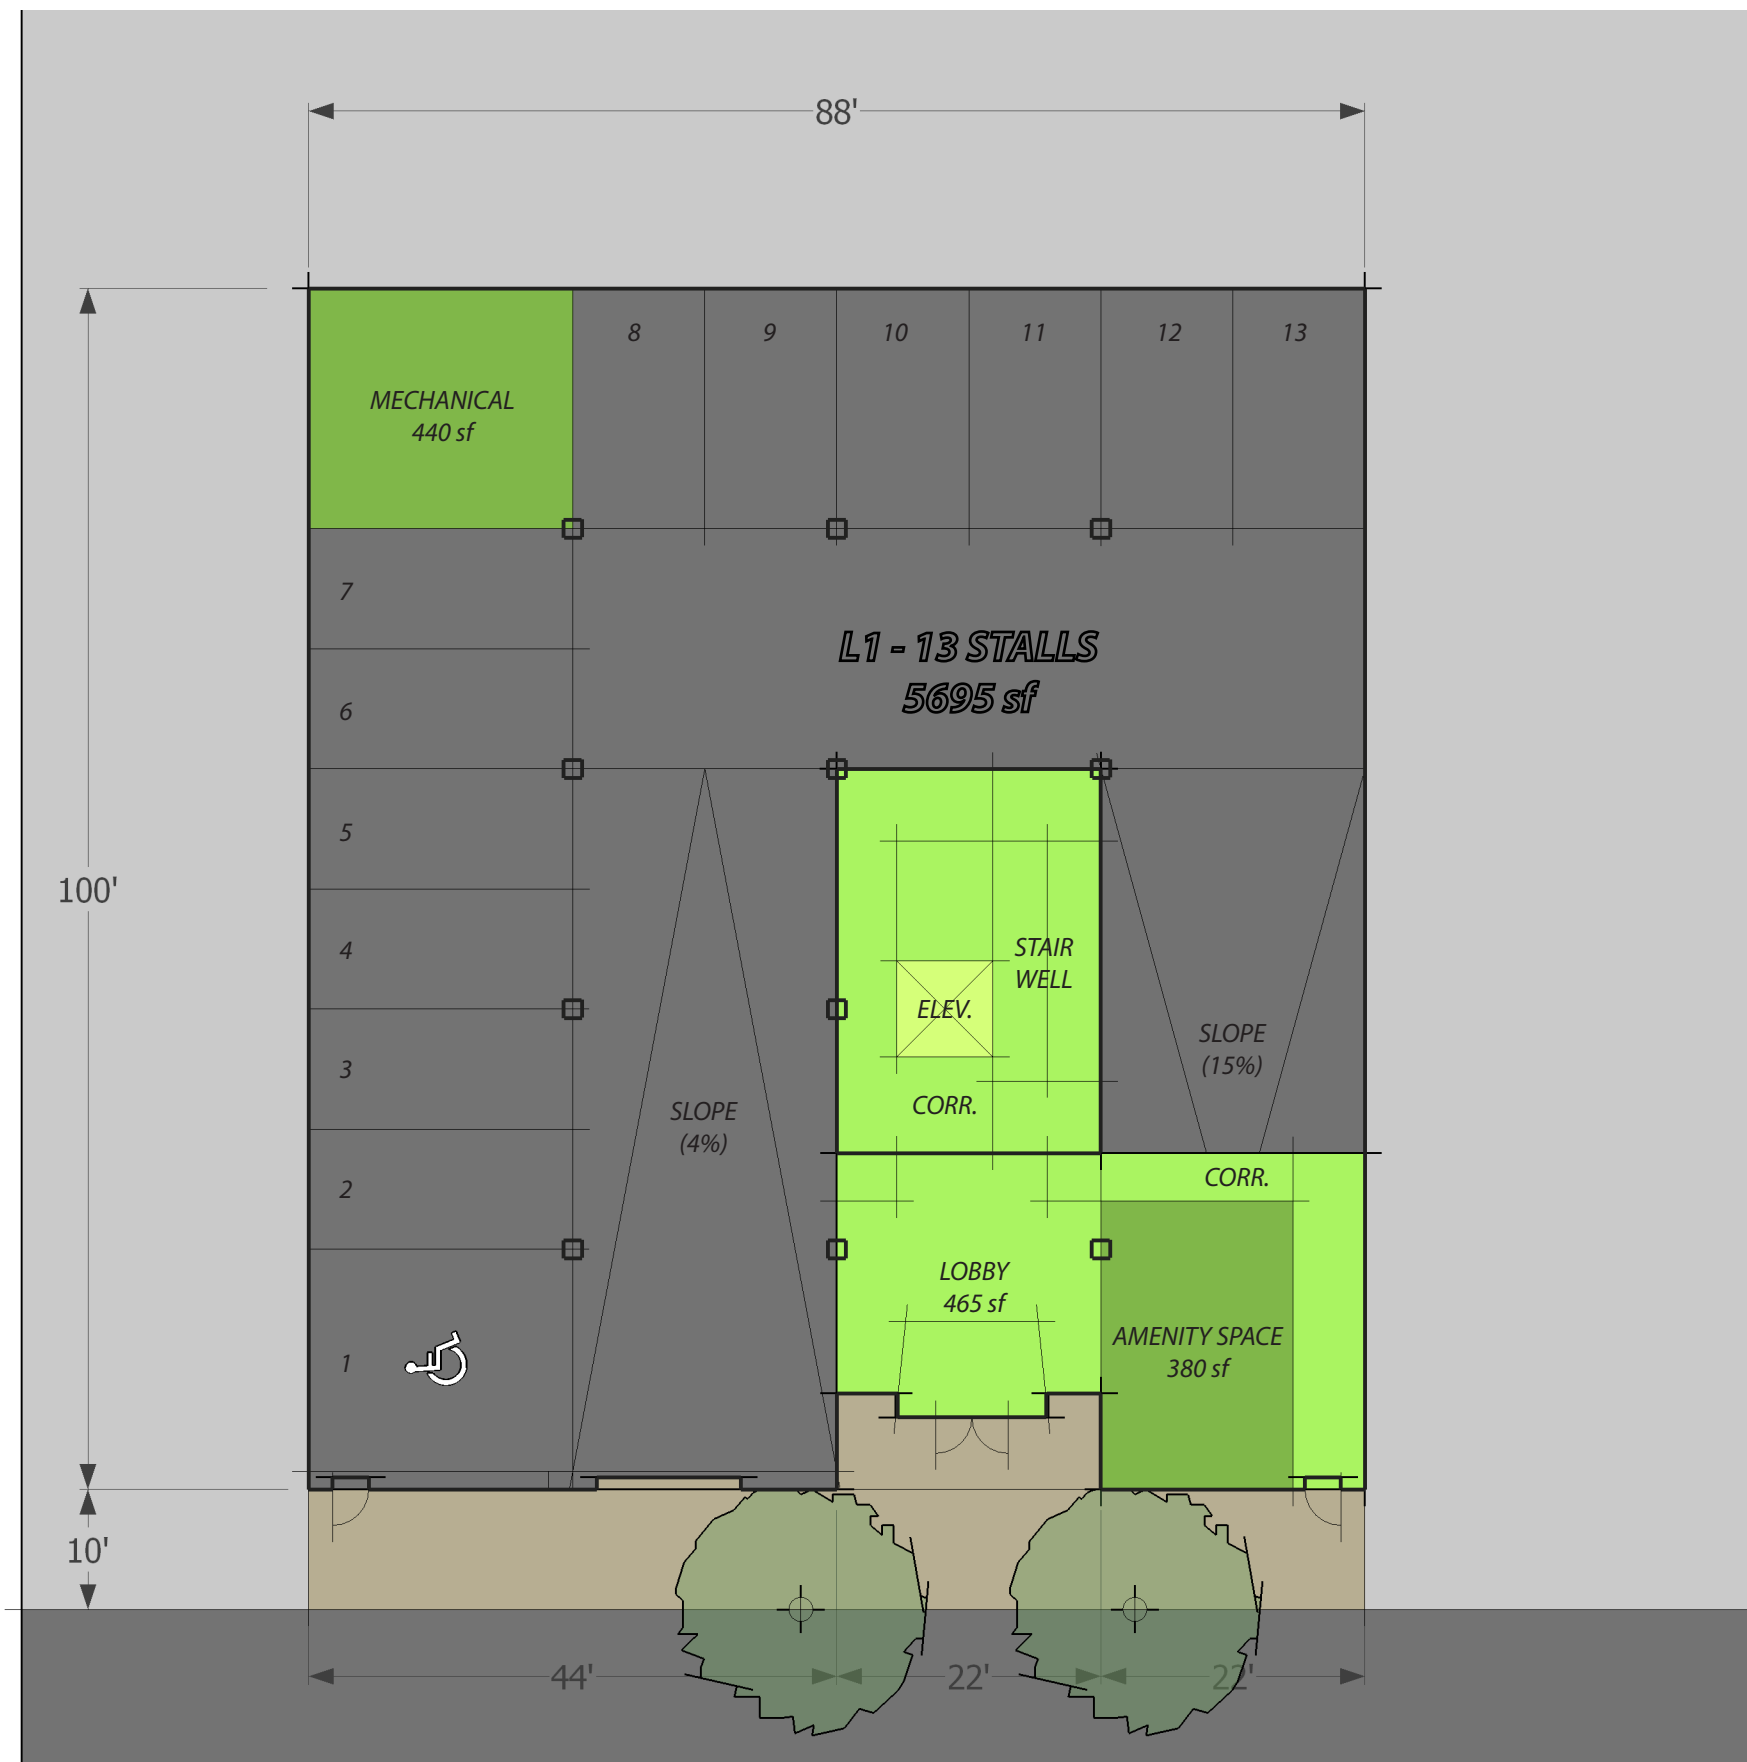 88'
8
9
10
11
12
13
MECHANICAL
440 sf
7
L1 - 13 STALLS
5695 sf
6
5
100'
4
STAIR
WELL
ELEV.
3
SLOPE
(15%)
CORR.
SLOPE
(4%)
2
CORR.
LOBBY
465 sf
1
AMENITY SPACE
380 sf
10'
44'
22'
22'